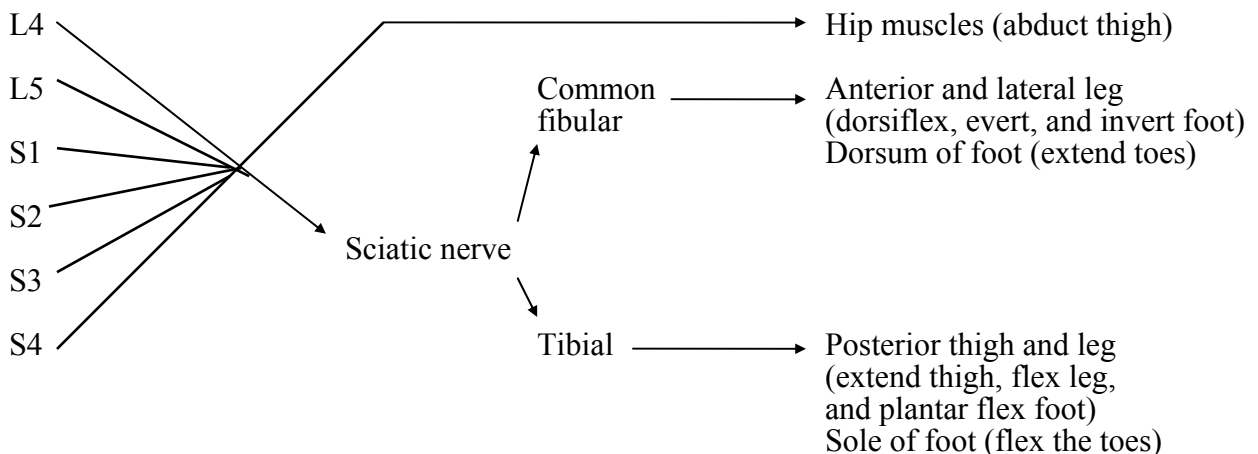 L4
L5
S1
S2
S3
S4
Sciatic nerve
Common
fibular
Tibial
Hip muscles (abduct thigh)
Anterior and lateral leg
(dorsiflex, evert, and invert foot)
Dorsum of foot (extend toes)
Posterior thigh and leg
(extend thigh, flex leg,
and plantar flex foot)
Sole of foot (flex the toes)